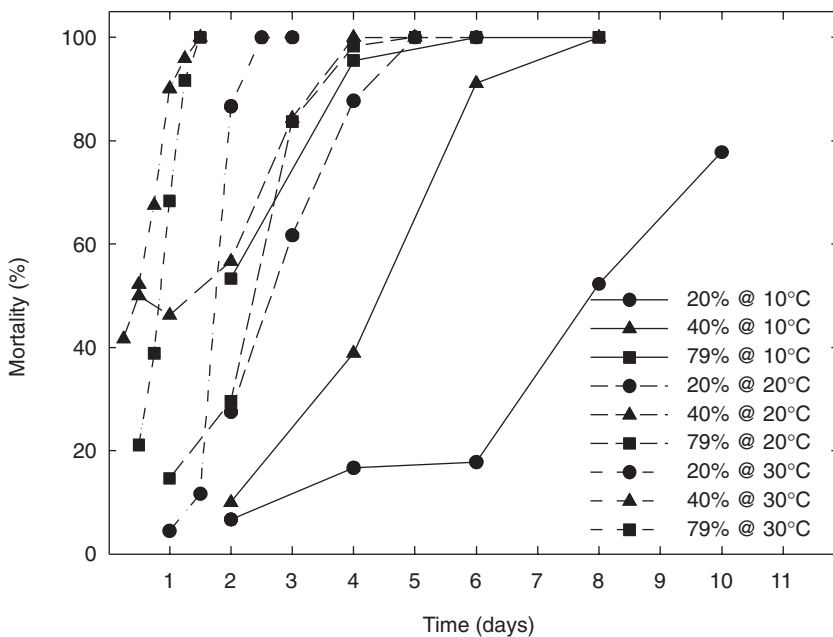 100
80
60
40
20
0
Mortality (%)
1 2 3 4 5 6 7 8 9 10 11
Time (days)
20% @ 10°C
40% @ 10°C
79% @ 10°C
20% @ 20°C
40% @ 20°C
79% @ 20°C
20% @ 30°C
40% @ 30°C
79% @ 30°C